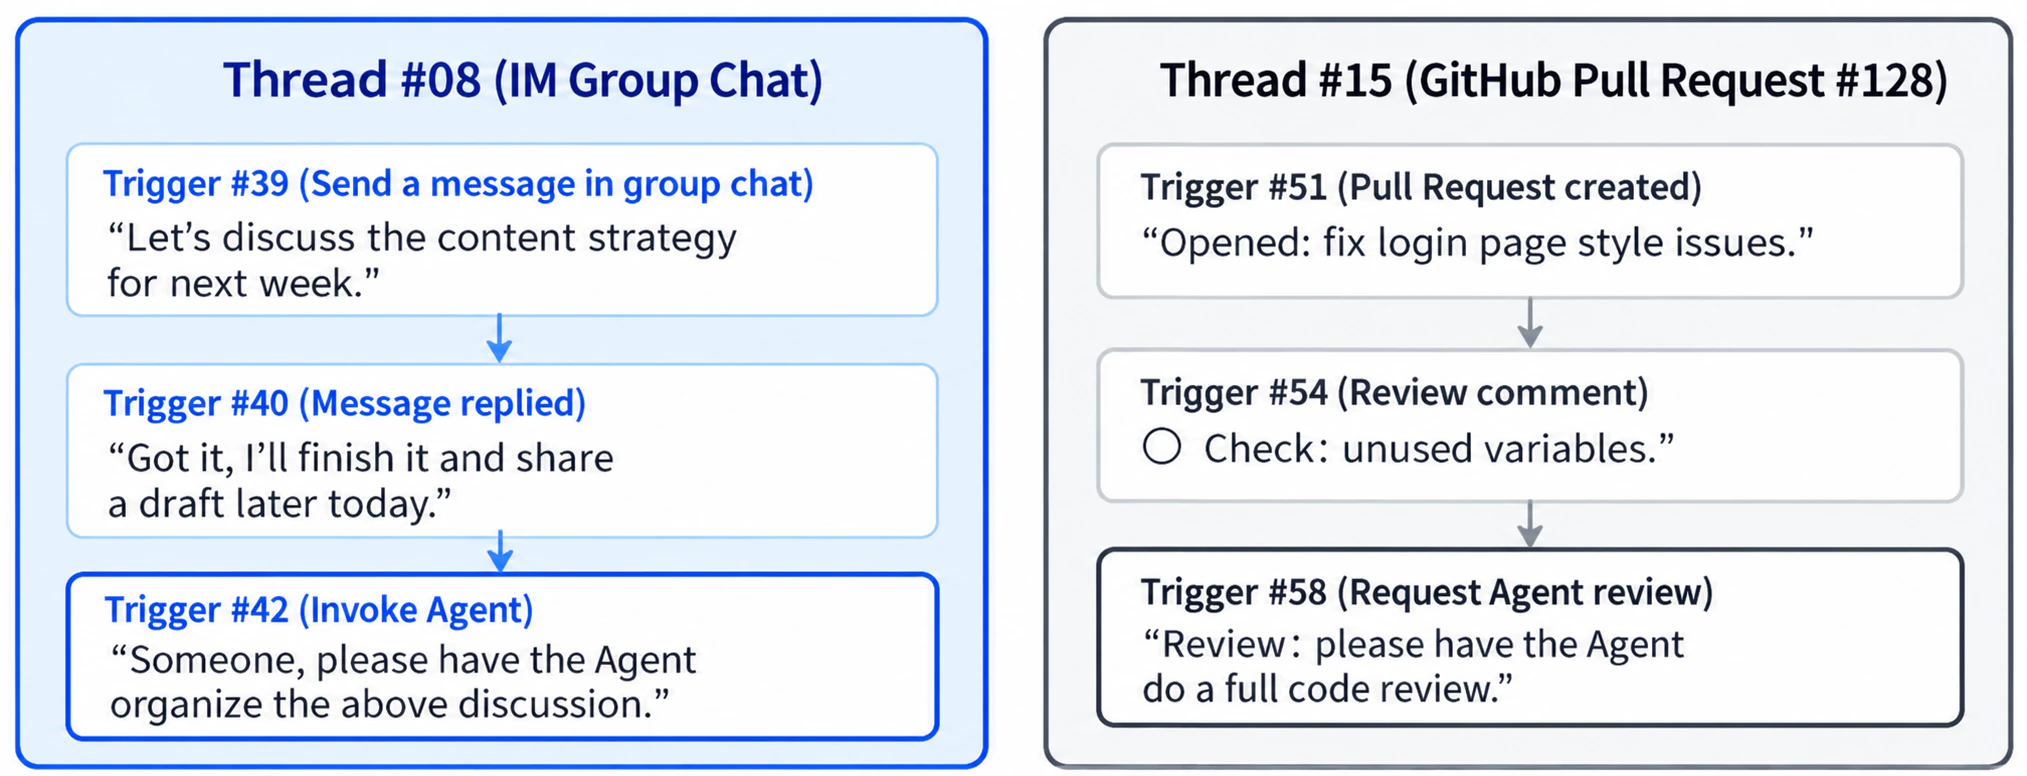 Thread #08 (IM Group Chat)
Trigger #39 (Send a message in group chat)
“Let’s discuss the content strategy
for next week.”
Trigger #40 (Message replied)
“Got it, I’ll finish it and share
a draft later today.”
Trigger #42 (Invoke Agent)
“Someone, please have the Agent
organize the above discussion.”
Thread #15 (GitHub Pull Request #128)
Trigger #51 (Pull Request created)
“Opened: fix login page style issues.”
Trigger #54 (Review comment)
Check: unused variables.”
Trigger #58 (Request Agent review)
“Review: please have the Agent
do a full code review.”